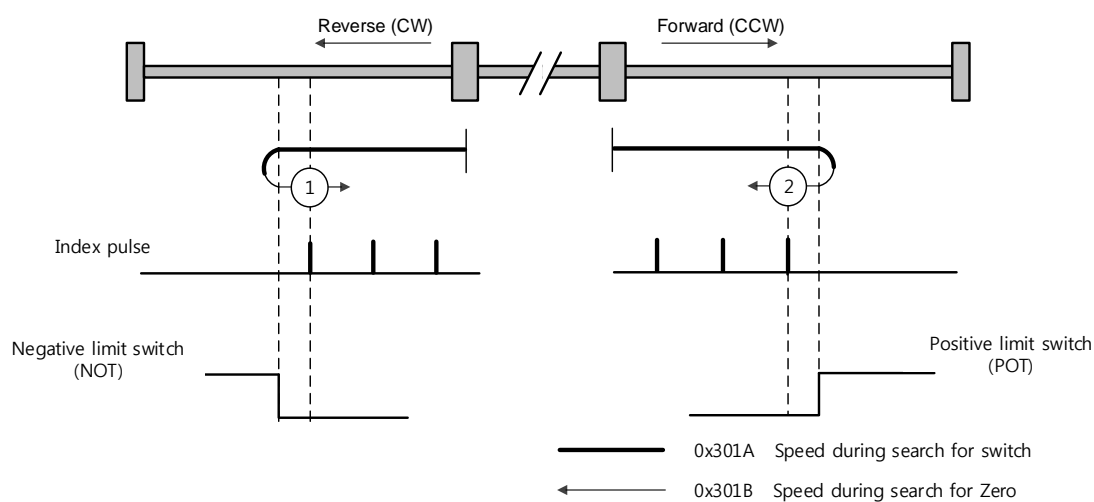 Reverse (CW)
Forward (CCW)
1
2
Index pulse
Negative limit switch
(NOT)
Positive limit switch
(POT)
0x301A Speed during search for switch
0x301B Speed during search for Zero